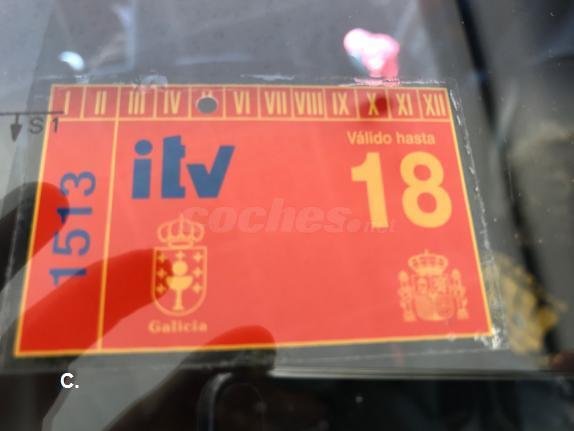 I II III IV VI VII VIII IX X XI XII
S 1
1513
itv
Válido hasta
18
coches.net
Galicia
C.